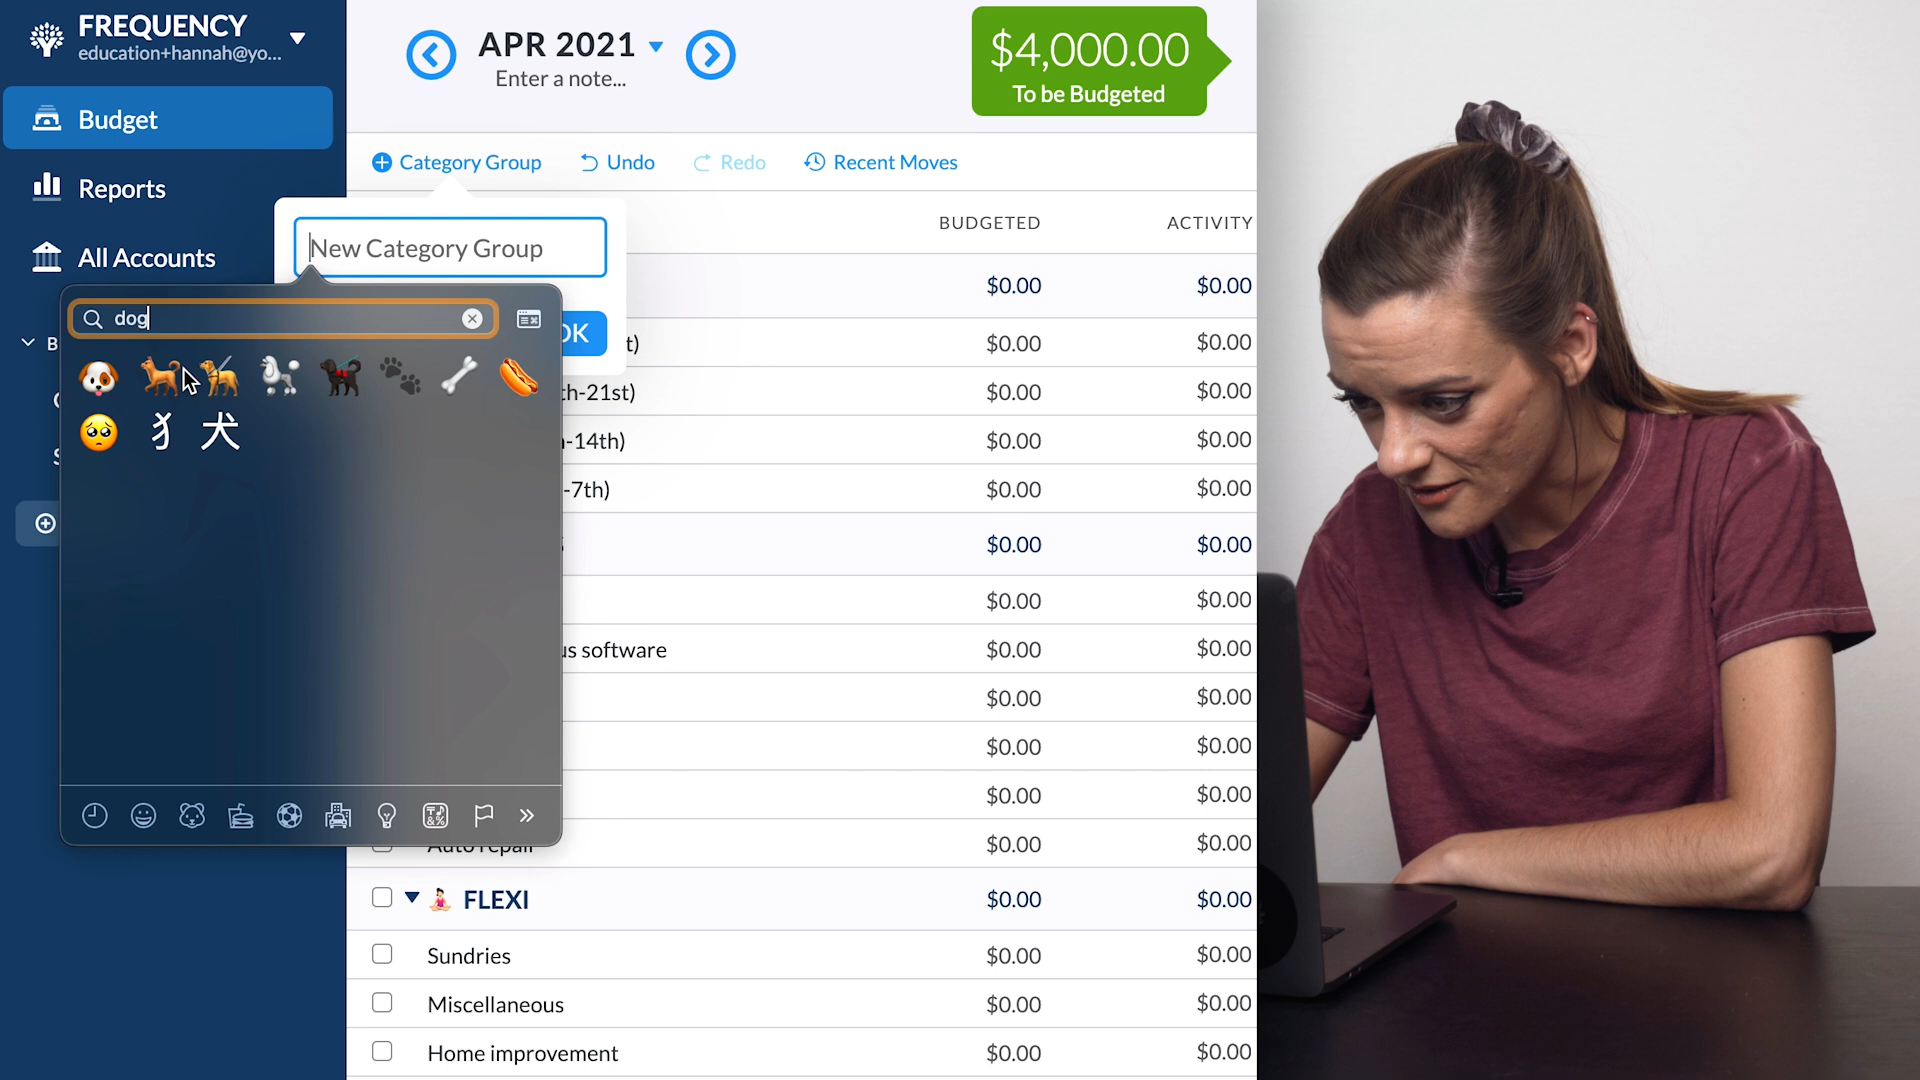 FREQUENCY
education+hannah@yo...
Budget
Reports
All Accounts
APR 2021
Enter a note...
$4,000.00
To be Budgeted
Category Group
Undo
Redo
Recent Moves
New Category Group
OK
dog
犭 犬
BUDGETED ACTIVITY
$0.00 $0.00
t) $0.00 $0.00
th-21st) $0.00 $0.00
-14th) $0.00 $0.00
-7th) $0.00 $0.00
$0.00 $0.00
$0.00 $0.00
us software $0.00 $0.00
$0.00 $0.00
$0.00 $0.00
$0.00 $0.00
Auto repair $0.00 $0.00
FLEXI $0.00 $0.00
Sundries $0.00 $0.00
Miscellaneous $0.00 $0.00
Home improvement $0.00 $0.00